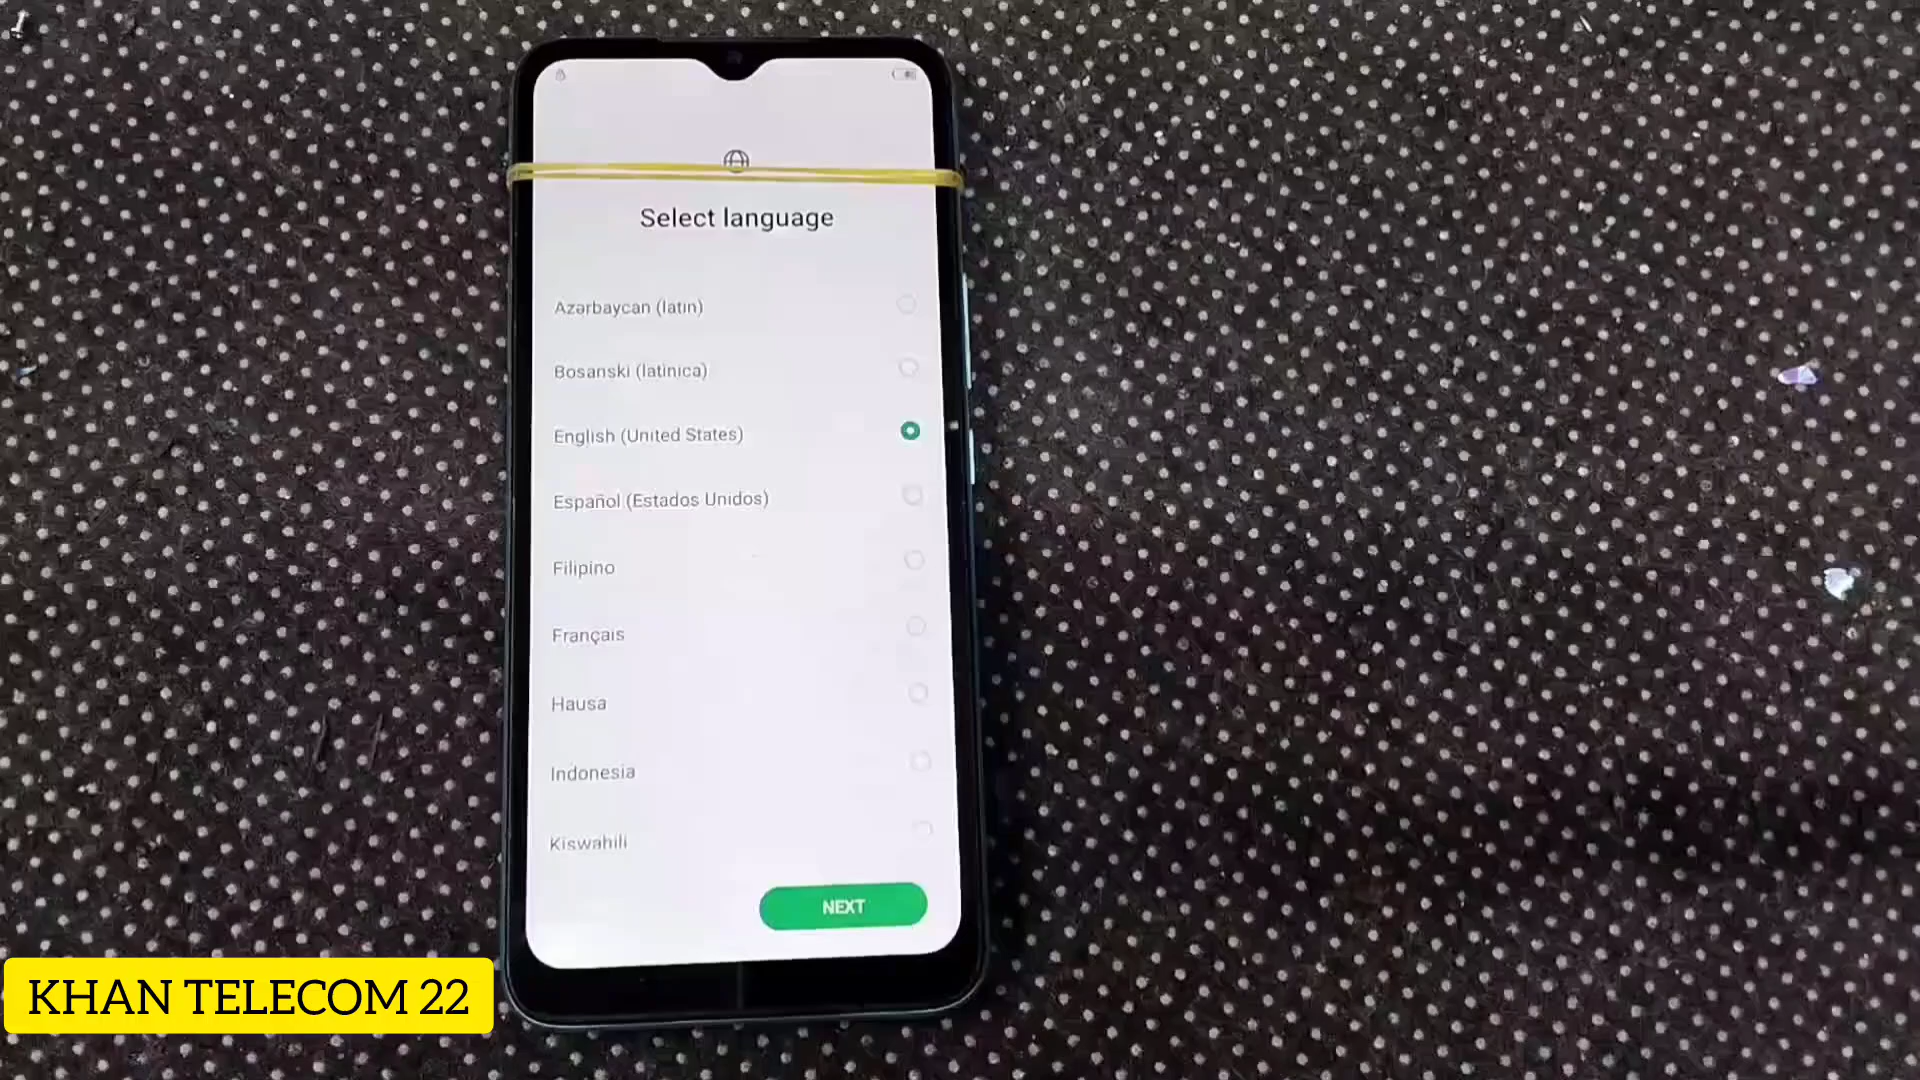 Select language
Azərbaycan (latın)
Bosanski (latinica)
English (United States)
Español (Estados Unidos)
Filipino
Français
Hausa
Indonesia
Kiswahili
NEXT
KHAN TELECOM 22